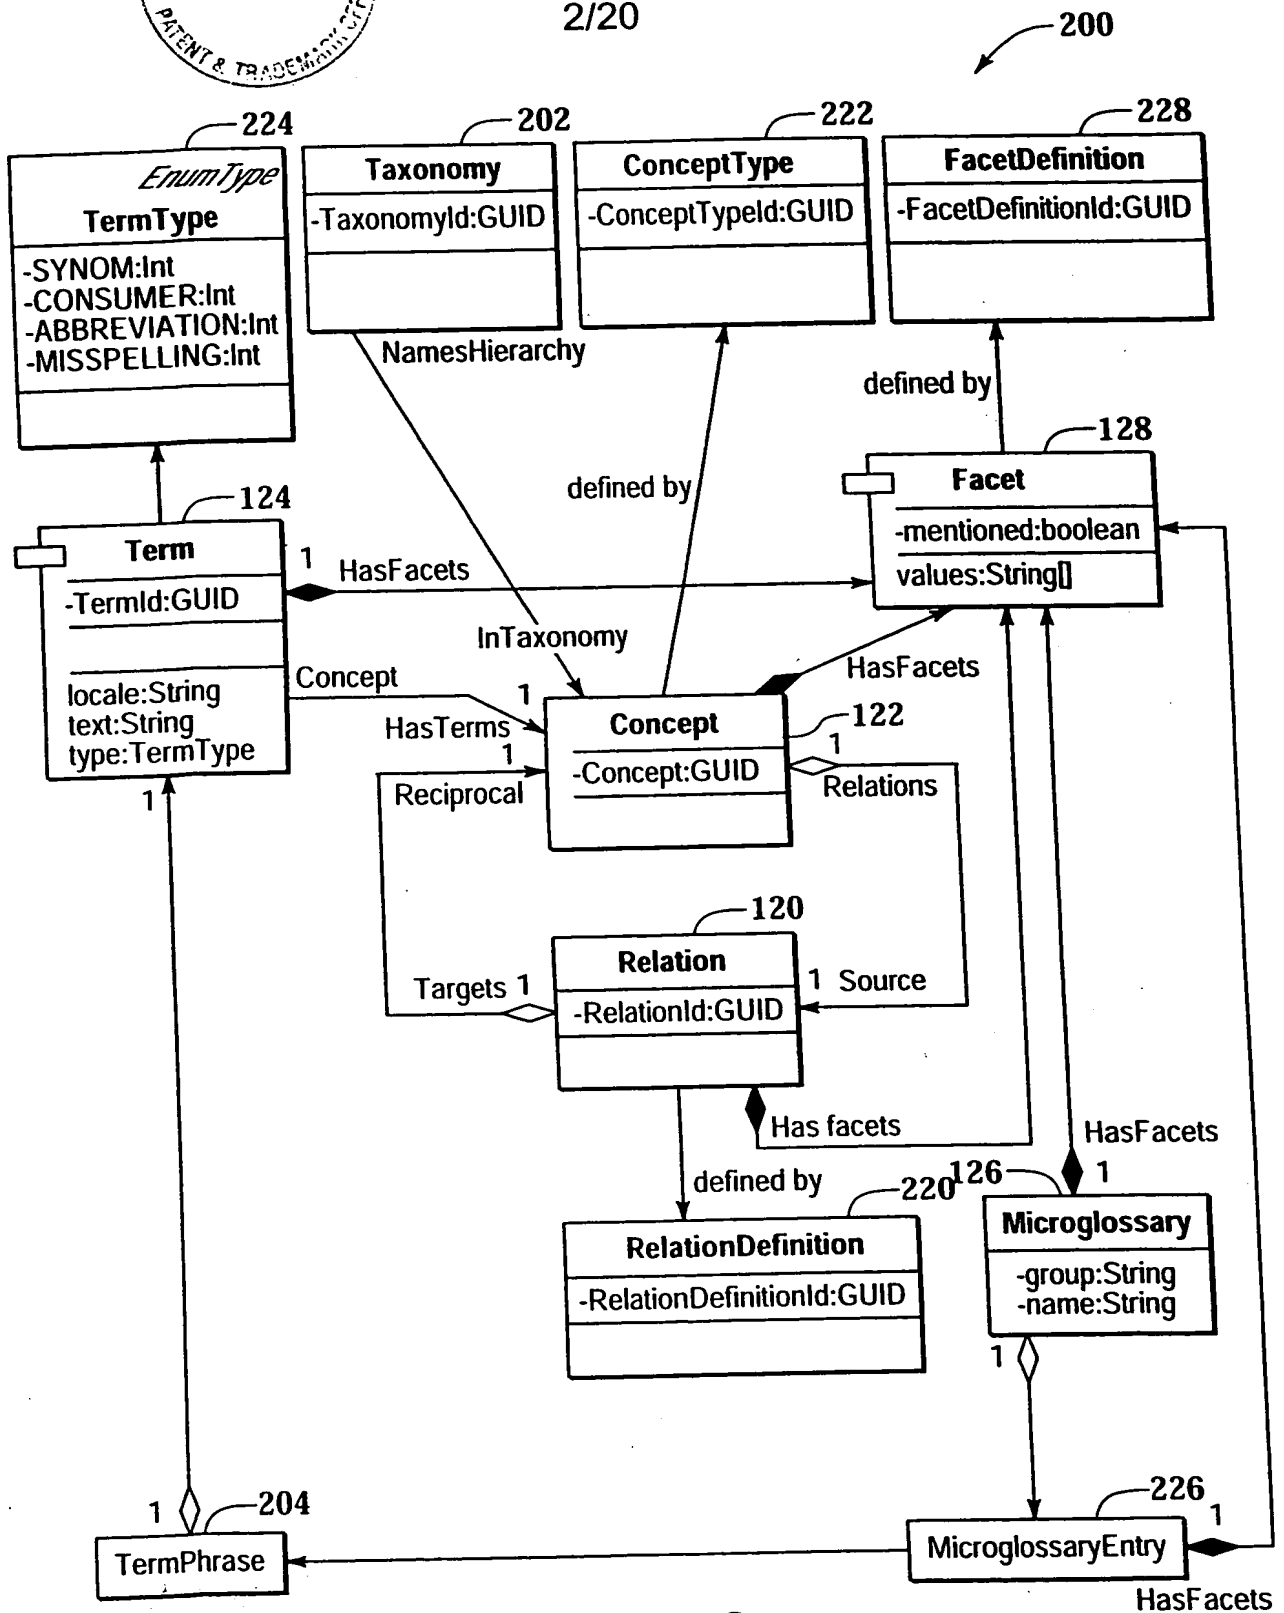 2/20
PATENT & TRADEMARK
200
224
202
222
228
EnumType
TermType
-SYNOM:Int
-CONSUMER:Int
-ABBREVIATION:Int
-MISSPELLING:Int
Taxonomy
-TaxonomyId:GUID
ConceptType
-ConceptTypeId:GUID
FacetDefinition
-FacetDefinitionId:GUID
NamesHierarchy
defined by
defined by
128
Facet
-mentioned:boolean
values:String[]
124
Term
-TermId:GUID
locale:String
text:String
type:TermType
1
HasFacets
InTaxonomy
HasFacets
Concept
1
HasTerms
1
Reciprocal
122
Concept
-Concept:GUID
1
Relations
1
120
Relation
-RelationId:GUID
Targets 1
1 Source
Has facets
defined by
HasFacets
1
126
220
RelationDefinition
-RelationDefinitionId:GUID
Microglossary
-group:String
-name:String
1
1
204
TermPhrase
226
1
MicroglossaryEntry
HasFacets